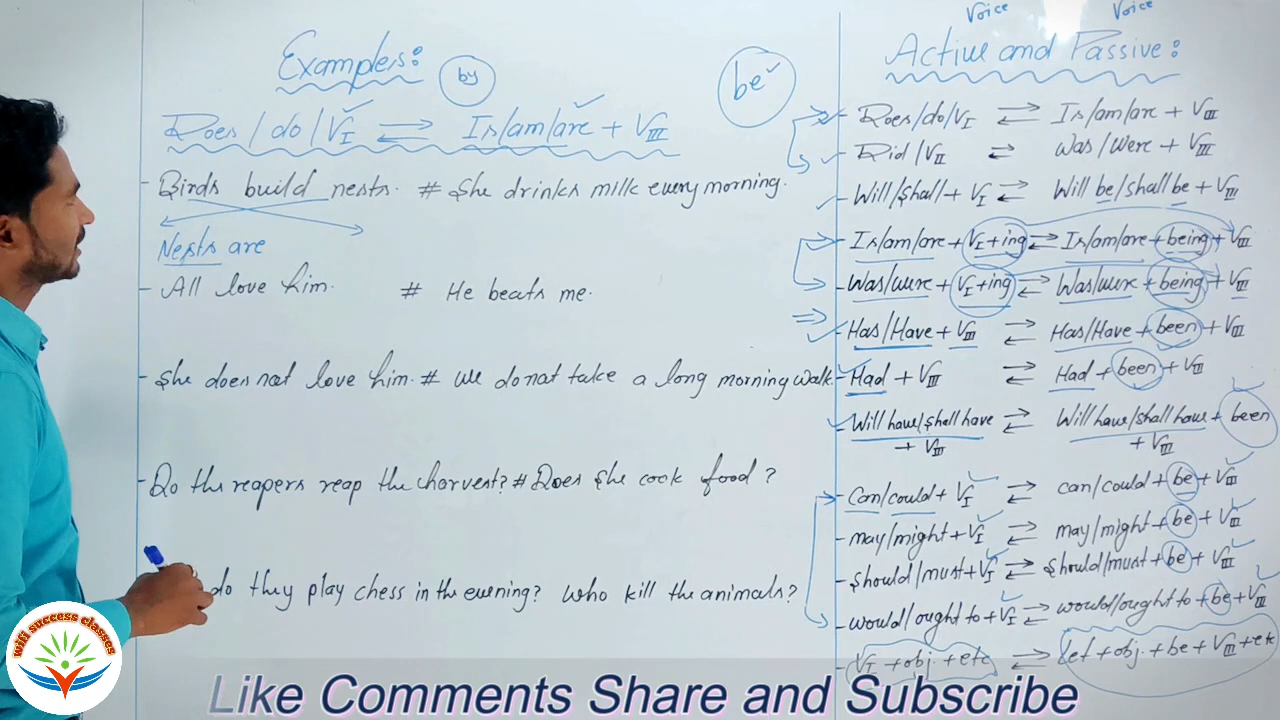 Examples:
by
be
Does/do/VI ⇌ Is/am/are + VIII
Birds build nests. # She drinks milk every morning.
Nests are
All love him. # He beats me.
She does not love him. # We do not take a long morning walk
Do the reapers reap the charvest? # Does she cook food?
do they play chess in the evening? Who kill the animals?
Voice Voice
Active and Passive:
Does/do/VI ⇌ Is/am/are + VIII
Did/VII ⇌ Was/Were + VIII
Will/Shall + VI ⇌ Will be/shall be + VIII
Is/am/are + VI+ing ⇌ Is/am/are + being + VIII
Was/were + VI+ing ⇌ Was/were + being + VIII
⇒ Has/Have + VIII ⇌ Has/Have + been + VIII
Had + VIII ⇌ Had + been + VIII
Will have/shall have + VIII ⇌ Will have/shall have + been + VIII
Can/could + VI ⇌ can/could + be + VIII
may/might + VI ⇌ may/might + be + VIII
Should/must + VI ⇌ should/must + be + VIII
would/ought to + VI ⇌ would/ought to + be + VIII
VI + obj. + etc ⇌ let + obj. + be + VIII + etc
wifi success classes
Like Comments Share and Subscribe